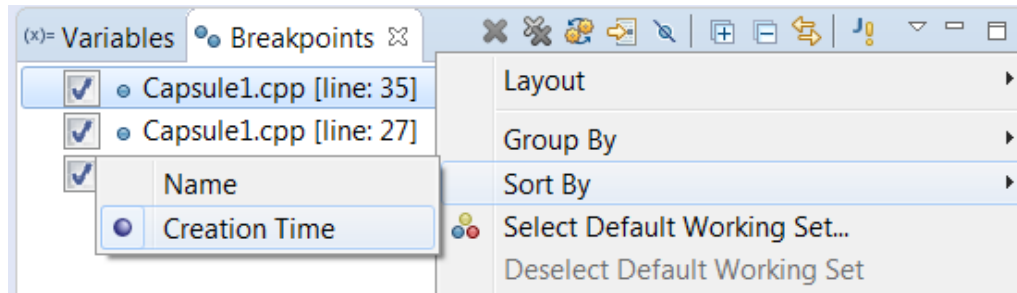 (x)= Variables Breakpoints
Capsule1.cpp [line: 35]
Capsule1.cpp [line: 27]
Layout
Group By
Sort By
Select Default Working Set...
Deselect Default Working Set
Name
Creation Time